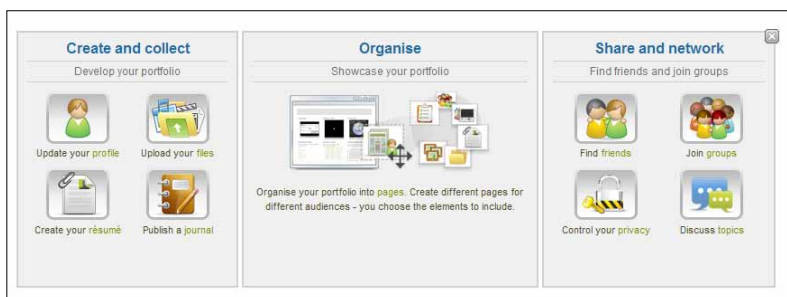 Create and collect
Develop your portfolio
Update your profile
Upload your files
Create your résumé
Publish a journal
Organise
Showcase your portfolio
Organise your portfolio into pages. Create different pages for
different audiences - you choose the elements to include.
Share and network
Find friends and join groups
Find friends
Join groups
Control your privacy
Discuss topics